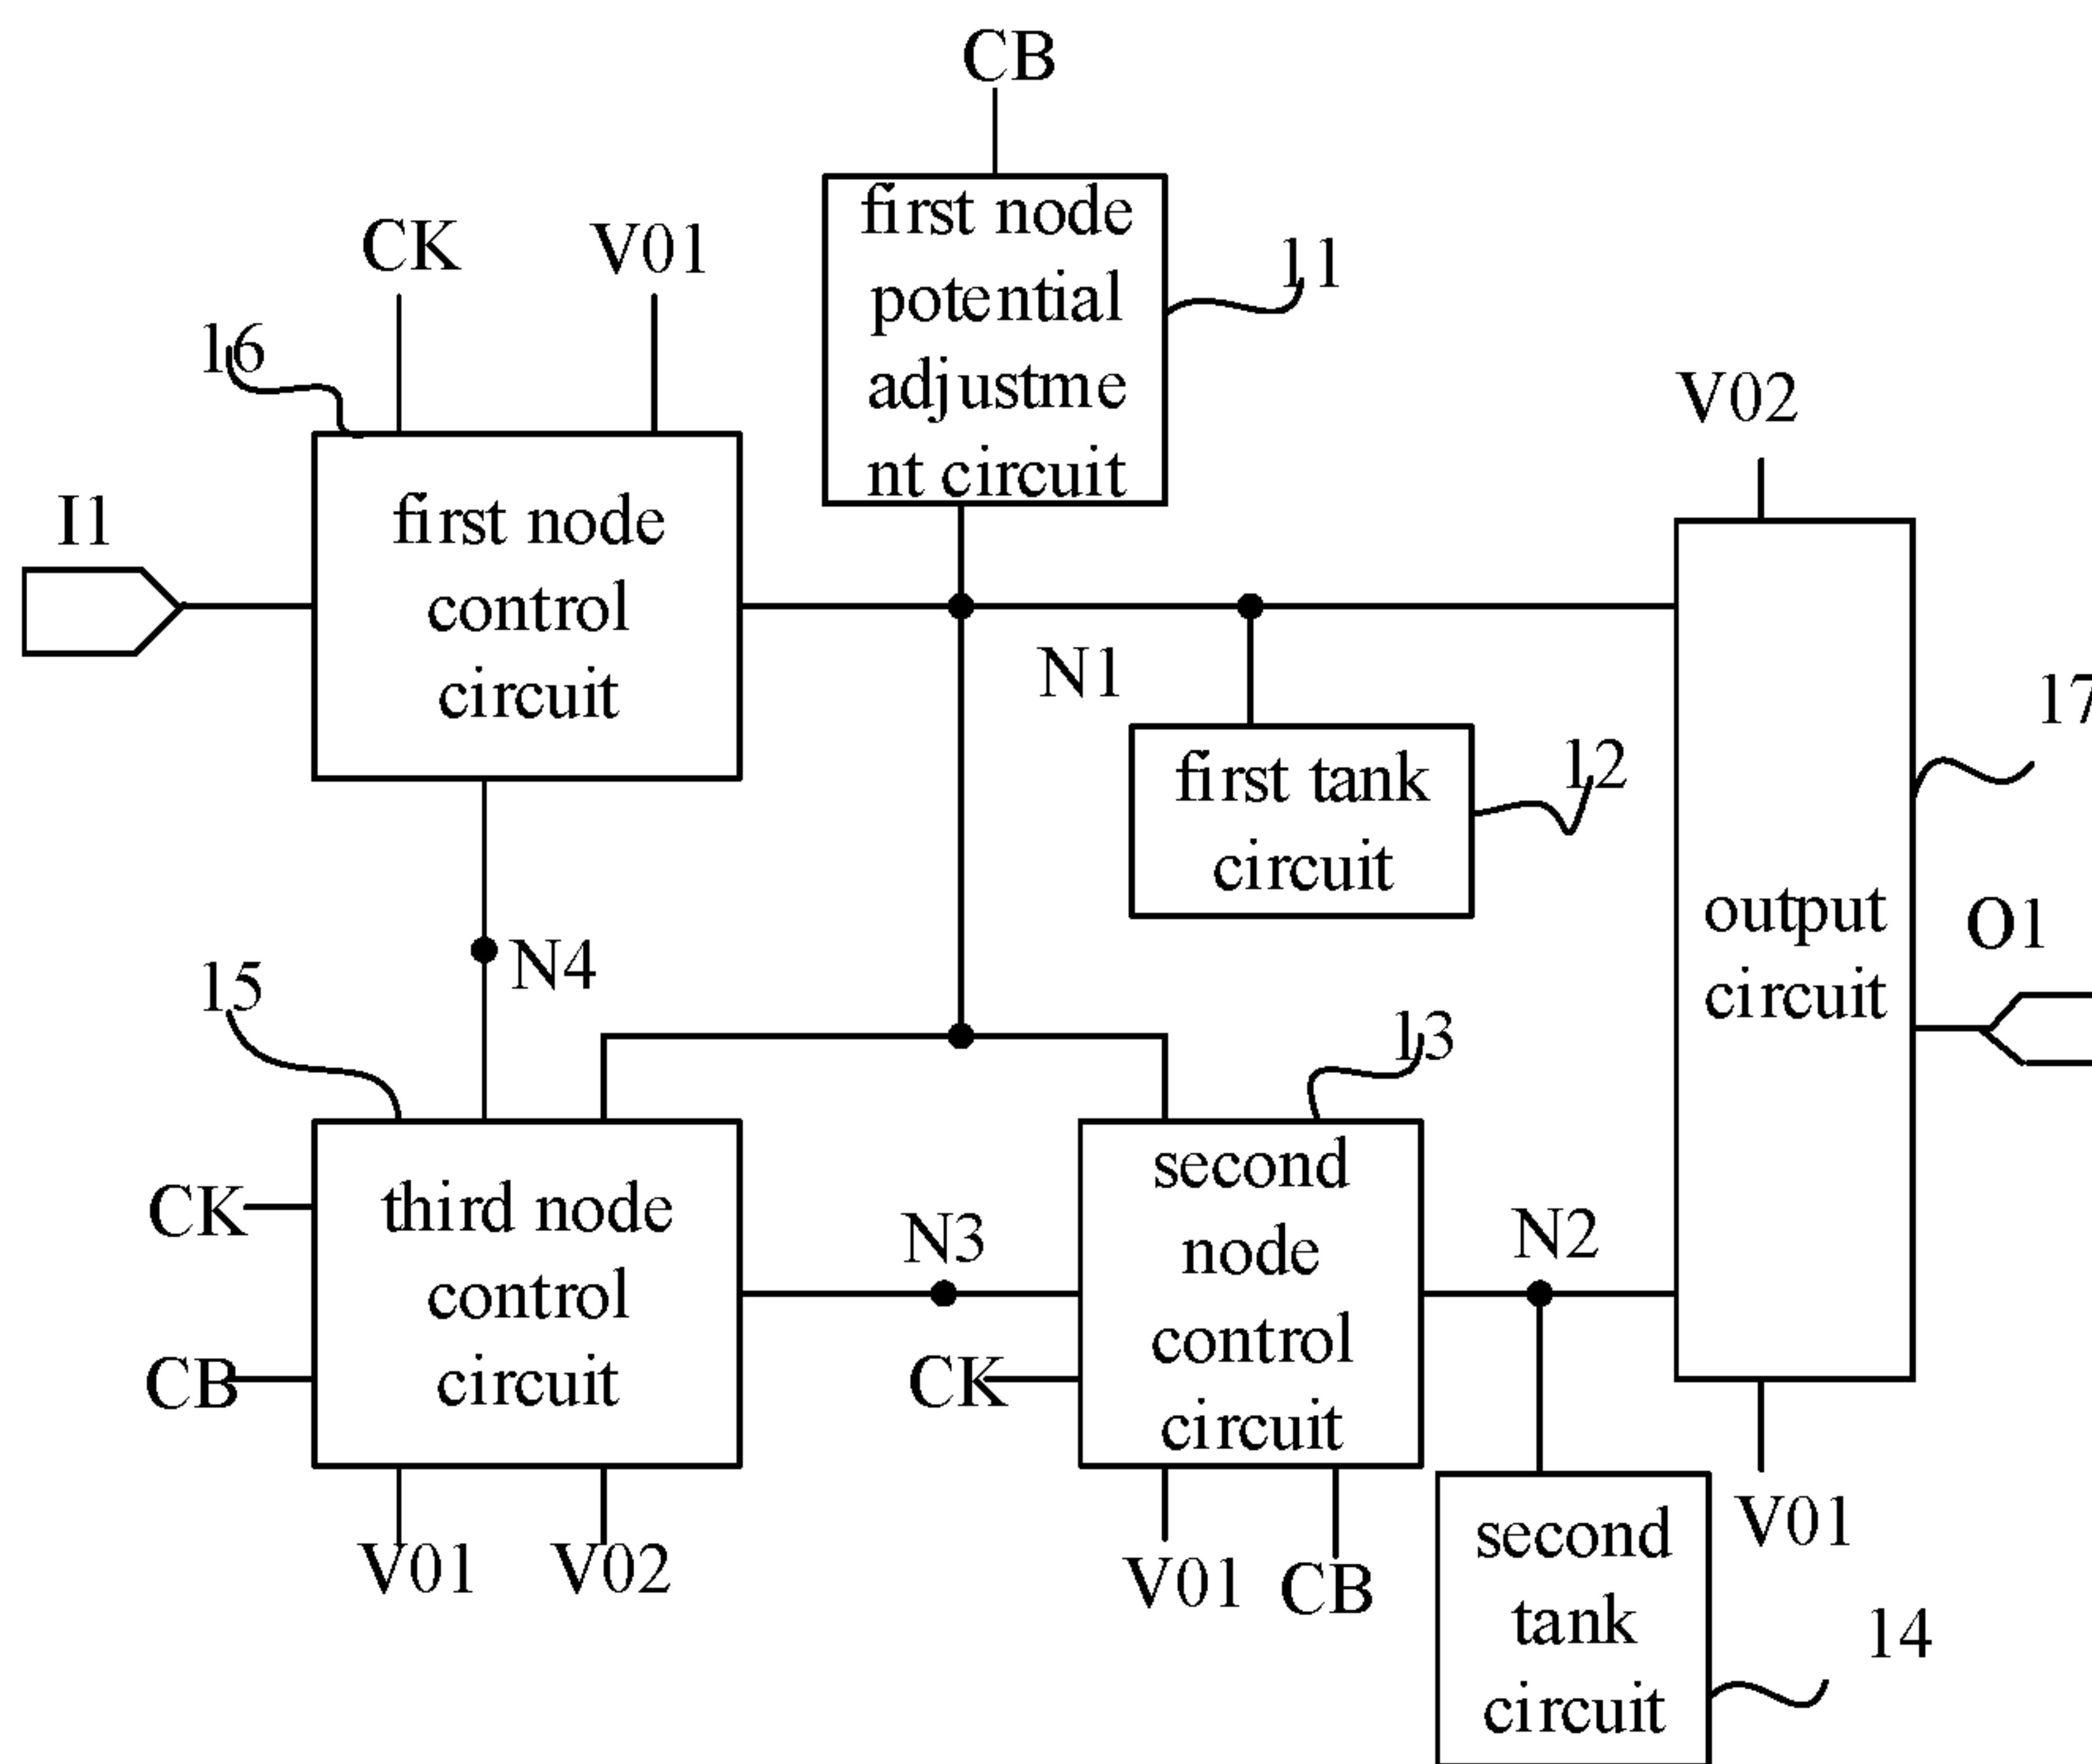 CB
first node
potential
adjustme
nt circuit
11
CK
V01
16
I1
first node
control
circuit
V02
N1
17
first tank
circuit
12
output
circuit
O1
N4
15
13
third node
control
circuit
CK
CB
V01
V02
N3
second
node
control
circuit
CK
N2
V01
CB
V01
second
tank
circuit
14